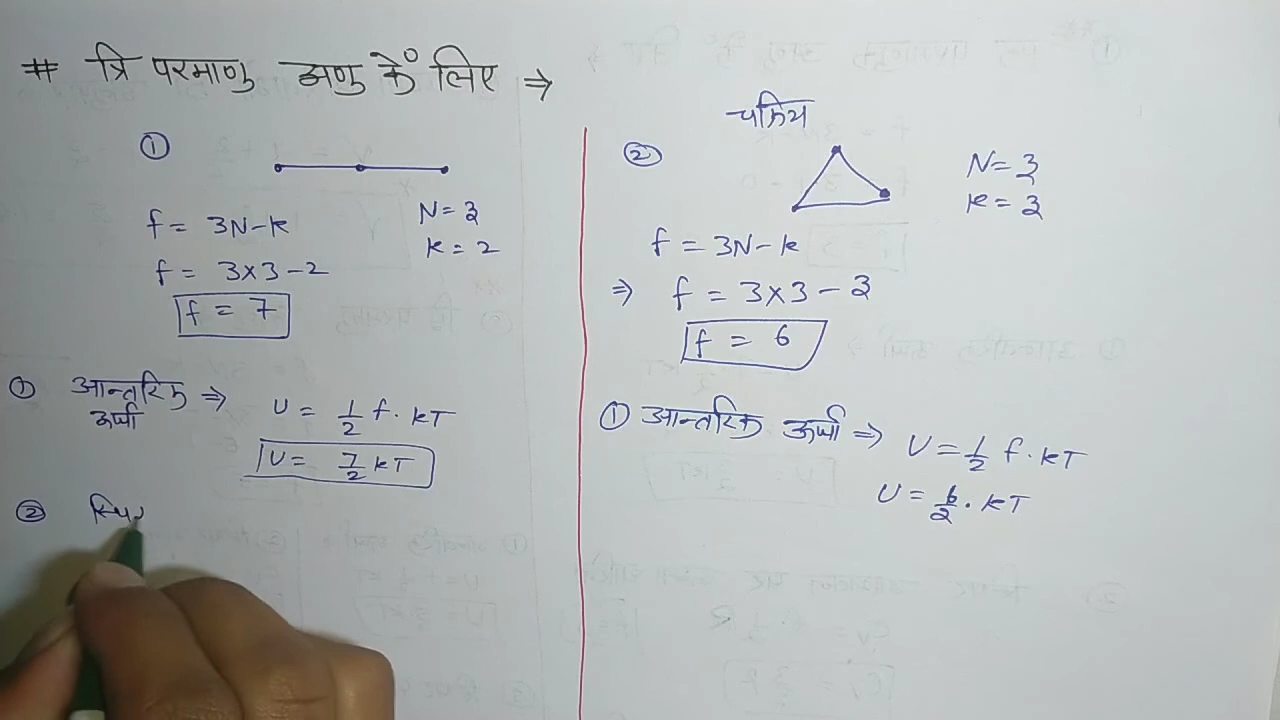 # त्रि परमाणु अणु कें लिए ⇒
①
N=3
f = 3N-K
K = 2
f = 3×3-2
f = 7
① आन्तरिक ऊर्जा ⇒ U = 1/2 f. KT
U = 7/2 KT
② स्थिर
चक्रिय
②
N=3
K=3
f = 3N-K
⇒ f = 3×3-3
f = 6
① आन्तरिक ऊर्जा ⇒ U = 1/2 f. KT
U = 6/2 . KT